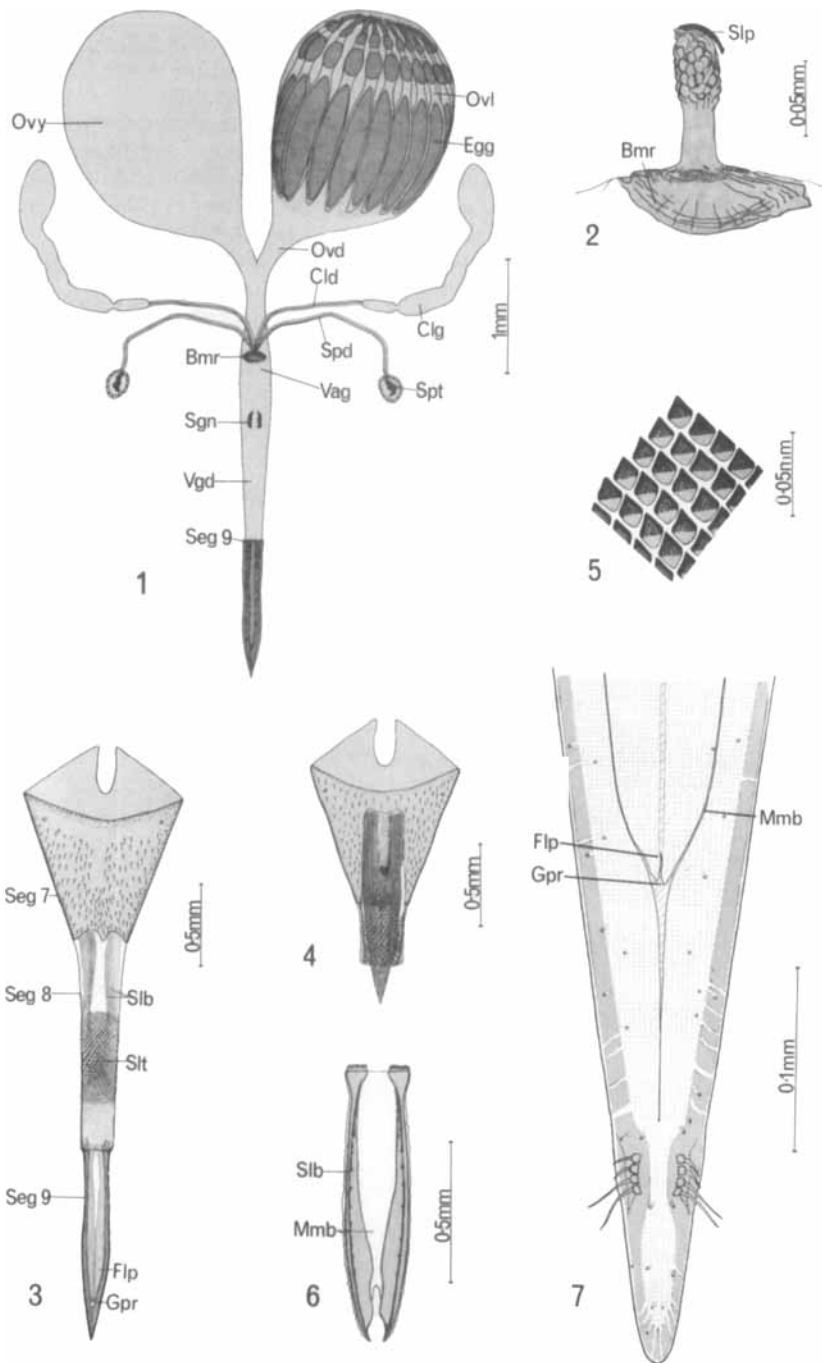 Ovy
Ovl
Egg
Ovd
Cld
Clg
Spd
Bmr
Vag
Spt
Sgn
Vgd
Seg 9
1mm
1
Slp
Bmr
0·05mm
2
0·05mm
5
Seg 7
Seg 8
Slb
Slt
Seg 9
Flp
Gpr
0·5mm
3
0·5mm
4
Slb
Mmb
0·5mm
6
Mmb
Flp
Gpr
0·1mm
7